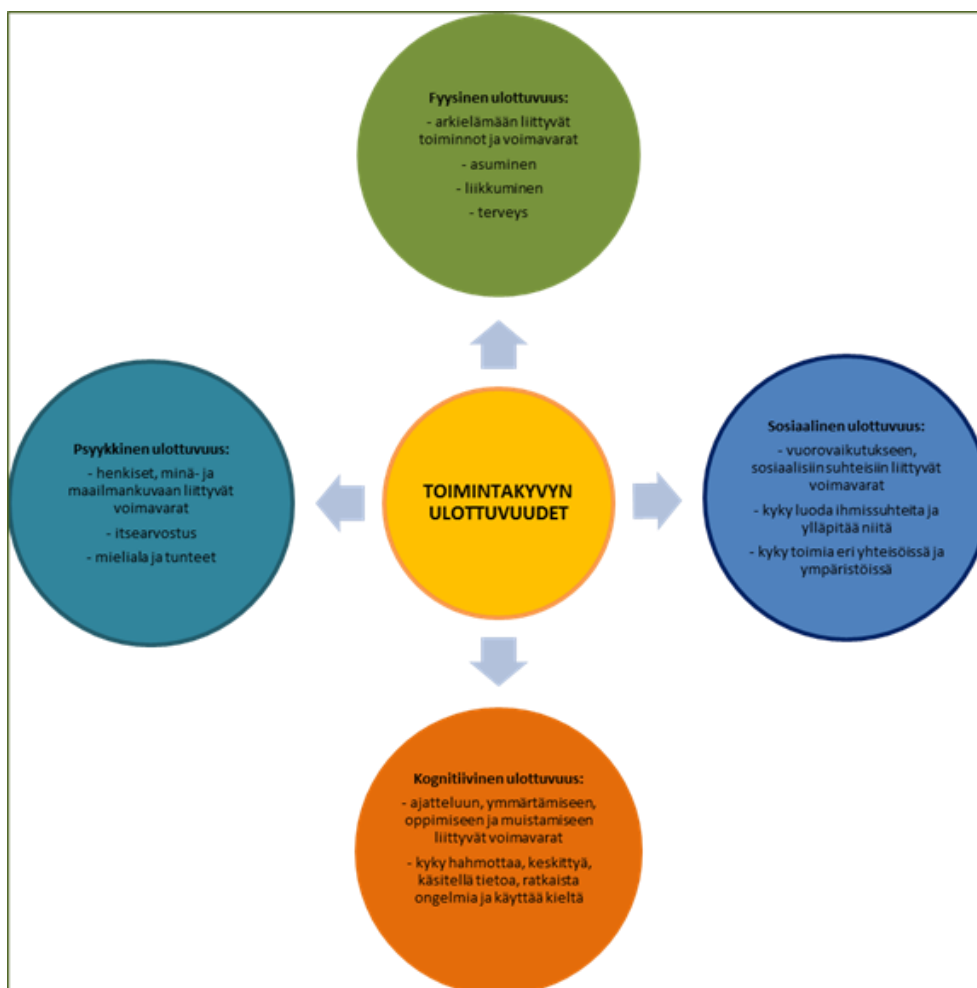 Fyysinen ulottuvuus:
- arkielämään liittyvät
toiminnot ja voimavarat
- asuminen
- liikkuminen
- terveys
Psyykkinen ulottuvuus:
- henkiset, minä- ja
maailmankuvaan liittyvät
voimavarat
- itsearvostus
- mieliala ja tunteet
TOIMINTAKYVYN
ULOTTUVUUDET
Sosiaalinen ulottuvuus:
- vuorovaikutukseen,
sosiaalisiin suhteisiin liittyvät
voimavarat
- kyky luoda ihmissuhteita ja
ylläpitää niitä
- kyky toimia eri yhteisöissä ja
ympäristöissä
Kognitiivinen ulottuvuus:
- ajatteluun, ymmärtämiseen,
oppimiseen ja muistamiseen
liittyvät voimavarat
- kyky hahmottaa, keskittyä,
käsitellä tietoa, ratkaista
ongelmia ja käyttää kieltä